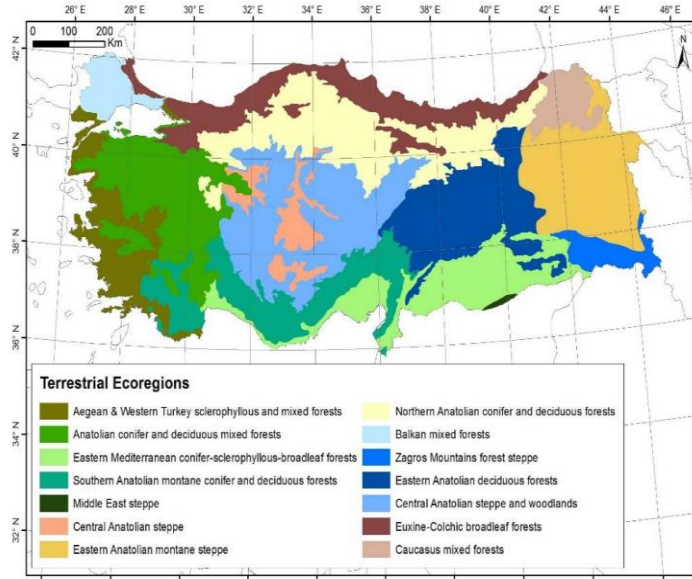 26° E 28° E 30° E 32° E 34° E 36° E 38° E 40° E 42° E 44° E 46° E
0 100 200
Km
N
42° N
40° N
38° N
36° N
34° N
32° N
Terrestrial Ecoregions
Aegean & Western Turkey sclerophyllous and mixed forests
Anatolian conifer and deciduous mixed forests
Eastern Mediterranean conifer-sclerophyllous-broadleaf forests
Southern Anatolian montane conifer and deciduous forests
Middle East steppe
Central Anatolian steppe
Eastern Anatolian montane steppe
Northern Anatolian conifer and deciduous forests
Balkan mixed forests
Zagros Mountains forest steppe
Eastern Anatolian deciduous forests
Central Anatolian steppe and woodlands
Euxine-Colchic broadleaf forests
Caucasus mixed forests